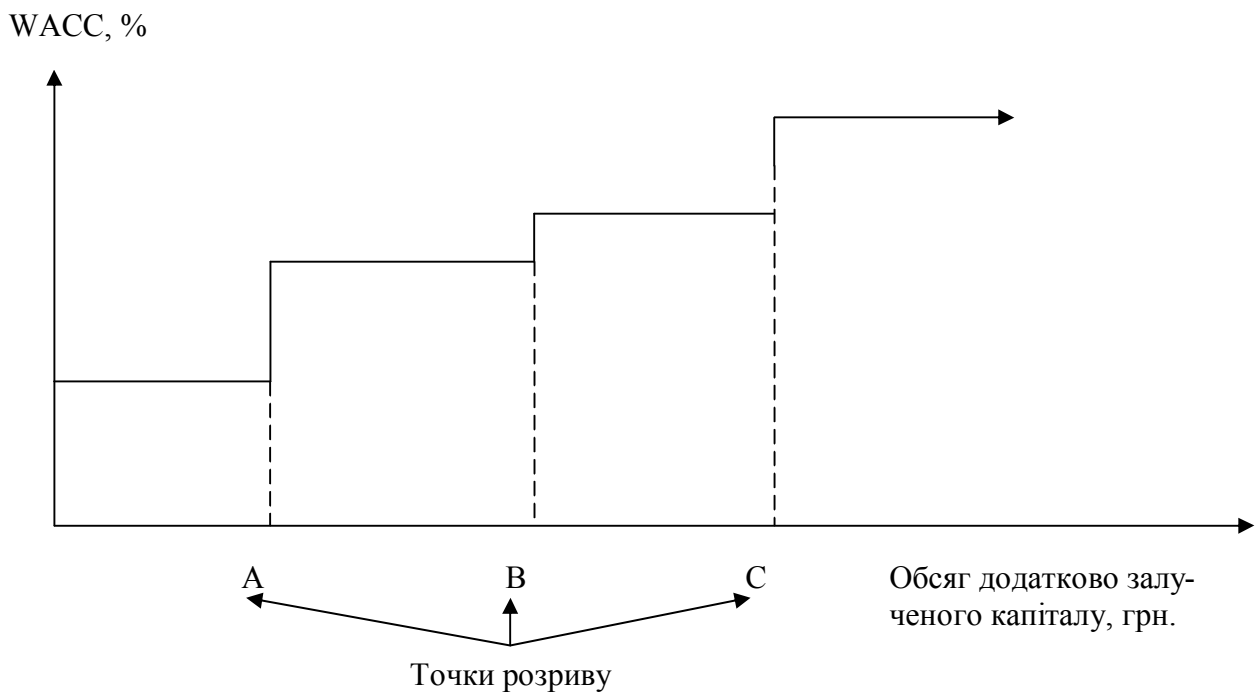 WACC, %
А
В
С
Обсяг додатково залу-
ченого капіталу, грн.
Точки розриву